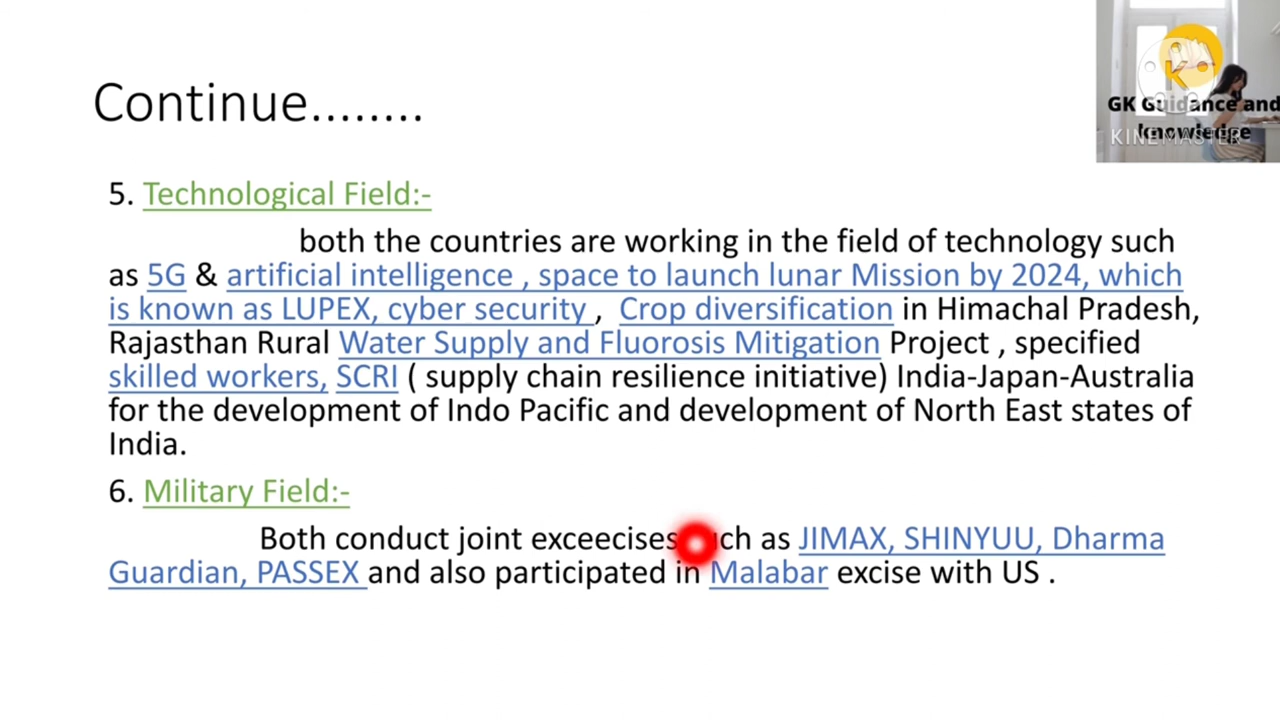 Continue........
GK Guidance and
knowledge
KINEMASTER
5. Technological Field:-
both the countries are working in the field of technology such
as 5G & artificial intelligence , space to launch lunar Mission by 2024, which
is known as LUPEX, cyber security , Crop diversification in Himachal Pradesh,
Rajasthan Rural Water Supply and Fluorosis Mitigation Project , specified
skilled workers, SCRI ( supply chain resilience initiative) India-Japan-Australia
for the development of Indo Pacific and development of North East states of
India.
6. Military Field:-
Both conduct joint exeecises such as JIMAX, SHINYUU, Dharma
Guardian, PASSEX and also participated in Malabar excise with US .